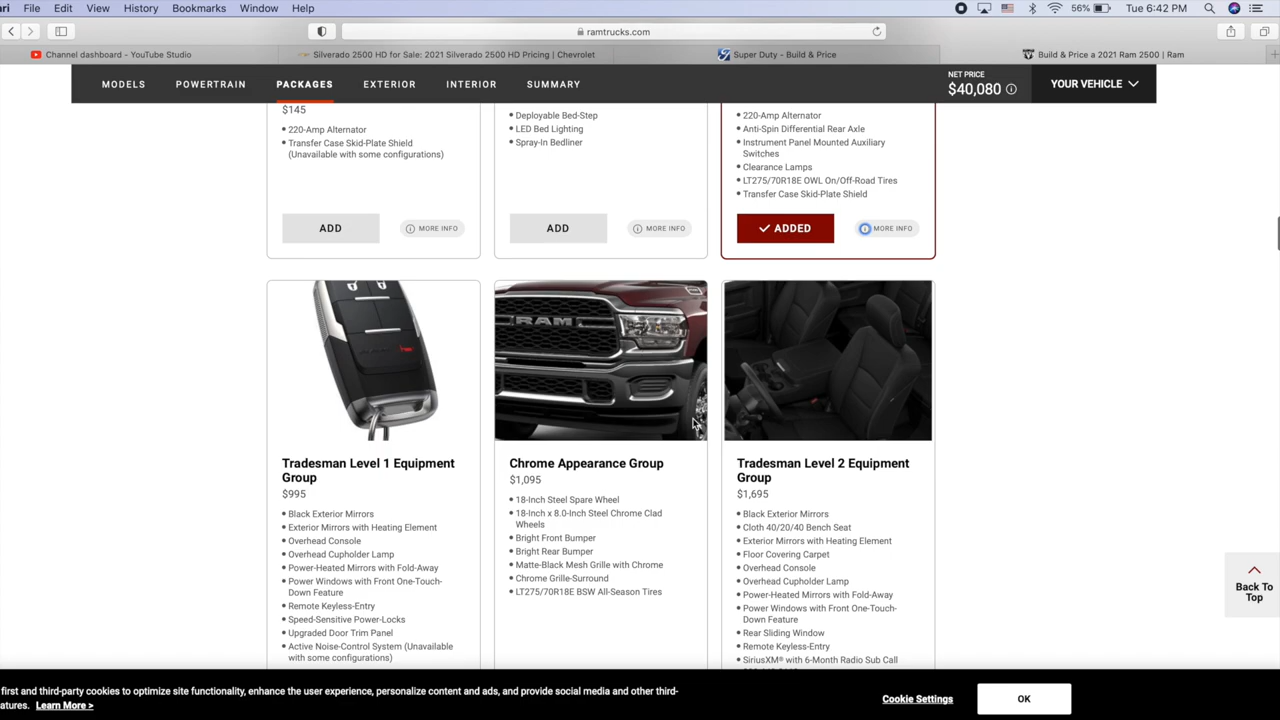 ari File Edit View History Bookmarks Window Help 56% Tue 6:42 PM
ramtrucks.com
Channel dashboard - YouTube Studio Silverado 2500 HD for Sale: 2021 Silverado 2500 HD Pricing | Chevrolet Super Duty - Build & Price Build & Price a 2021 Ram 2500 | Ram
MODELS POWERTRAIN PACKAGES EXTERIOR INTERIOR SUMMARY
NET PRICE
$40,080
YOUR VEHICLE
$145
220-Amp Alternator
Transfer Case Skid-Plate Shield
(Unavailable with some configurations)
ADD
MORE INFO
Deployable Bed-Step
LED Bed Lighting
Spray-In Bedliner
ADD
MORE INFO
220-Amp Alternator
Anti-Spin Differential Rear Axle
Instrument Panel Mounted Auxiliary
Switches
Clearance Lamps
LT275/70R18E OWL On/Off-Road Tires
Transfer Case Skid-Plate Shield
ADDED
MORE INFO
Tradesman Level 1 Equipment
Group
$995
Black Exterior Mirrors
Exterior Mirrors with Heating Element
Overhead Console
Overhead Cupholder Lamp
Power-Heated Mirrors with Fold-Away
Power Windows with Front One-Touch-
Down Feature
Remote Keyless-Entry
Speed-Sensitive Power-Locks
Upgraded Door Trim Panel
Active Noise-Control System (Unavailable
with some configurations)
RAM
Chrome Appearance Group
$1,095
18-Inch Steel Spare Wheel
18-Inch x 8.0-Inch Steel Chrome Clad
Wheels
Bright Front Bumper
Bright Rear Bumper
Matte-Black Mesh Grille with Chrome
Chrome Grille-Surround
LT275/70R18E BSW All-Season Tires
Tradesman Level 2 Equipment
Group
$1,695
Black Exterior Mirrors
Cloth 40/20/40 Bench Seat
Exterior Mirrors with Heating Element
Floor Covering Carpet
Overhead Console
Overhead Cupholder Lamp
Power-Heated Mirrors with Fold-Away
Power Windows with Front One-Touch-
Down Feature
Rear Sliding Window
Remote Keyless-Entry
SiriusXM® with 6-Month Radio Sub Call
Back To
Top
first and third-party cookies to optimize site functionality, enhance the user experience, personalize content and ads, and provide social media and other third-
atures. Learn More >
Cookie Settings
OK